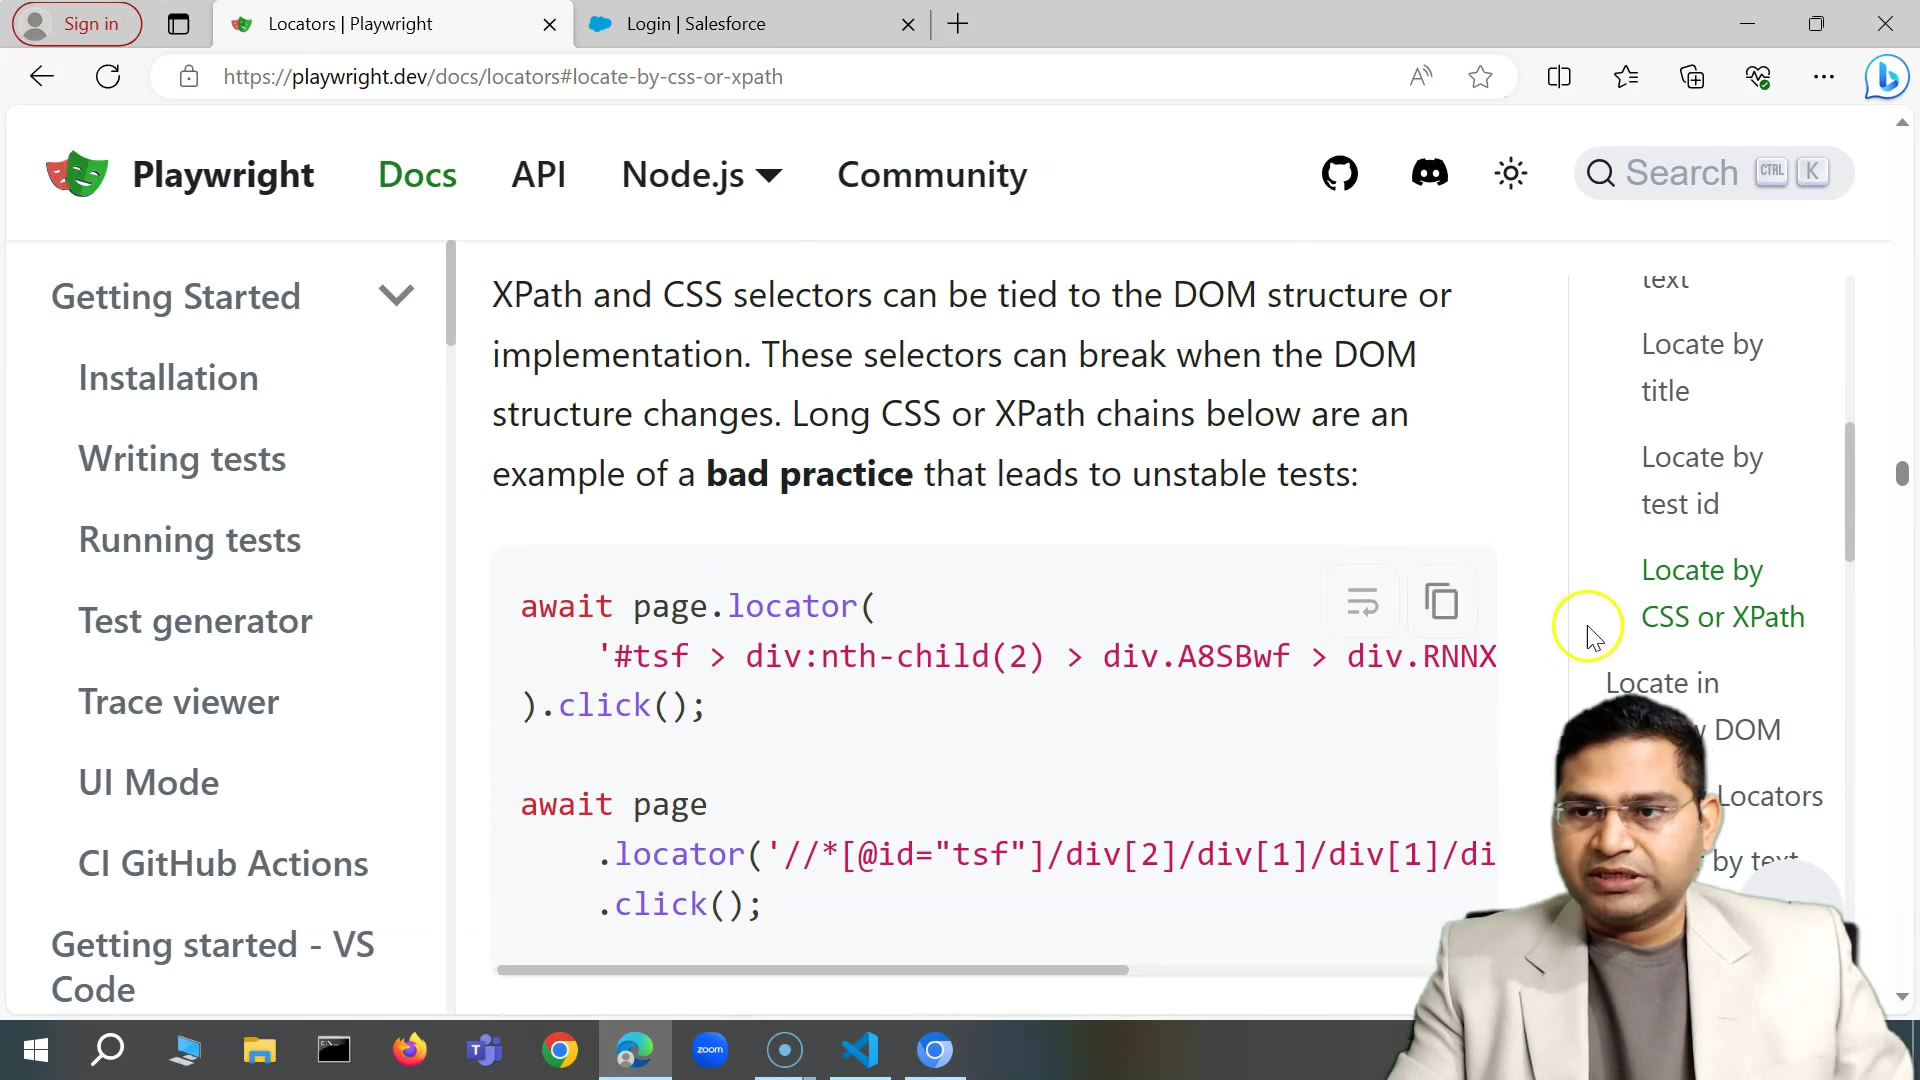 Sign in
Locators | Playwright
Login | Salesforce
https://playwright.dev/docs/locators#locate-by-css-or-xpath
Playwright
Docs
API
Node.js
Community
Search
CTRL
K
Getting Started
Installation
Writing tests
Running tests
Test generator
Trace viewer
UI Mode
CI GitHub Actions
Getting started - VS
Code
XPath and CSS selectors can be tied to the DOM structure or
implementation. These selectors can break when the DOM
structure changes. Long CSS or XPath chains below are an
example of a bad practice that leads to unstable tests:
await page.locator(
'#tsf > div:nth-child(2) > div.A8SBwf > div.RNNX
).click();
await page
.locator('//*[@id="tsf"]/div[2]/div[1]/div[1]/di
.click();
text
Locate by
title
Locate by
test id
Locate by
CSS or XPath
Locate in
DOM
Locators
by text
zoom